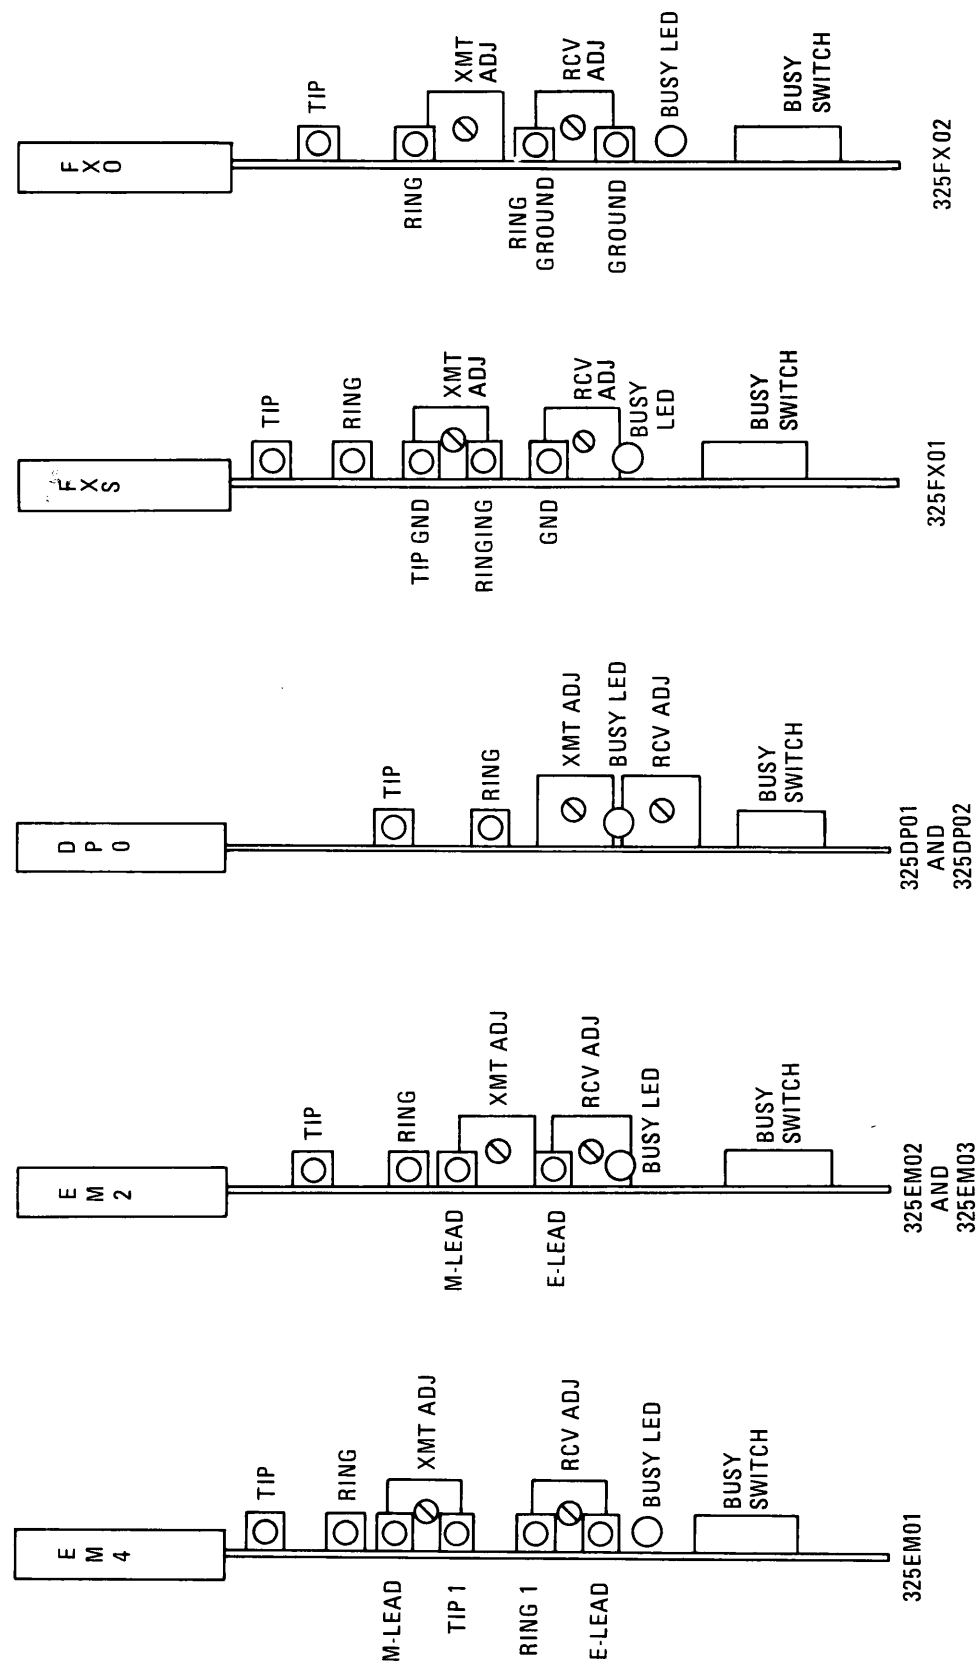 E
M
4
TIP
RING
M-LEAD
XMT ADJ
TIP 1
RING 1
RCV ADJ
E-LEAD
BUSY LED
BUSY
SWITCH
325EM01
E
M
2
TIP
RING
M-LEAD
XMT ADJ
E-LEAD
RCV ADJ
BUSY LED
BUSY
SWITCH
325EM02
AND
325EM03
D
P
O
TIP
RING
XMT ADJ
BUSY LED
RCV ADJ
BUSY
SWITCH
325DP01
AND
325DP02
F
X
S
TIP
RING
TIP GND
XMT
ADJ
RINGING
GND
RCV
ADJ
BUSY
LED
BUSY
SWITCH
325FX01
F
X
O
TIP
RING
XMT
ADJ
RING
GROUND
RCV
ADJ
GROUND
BUSY LED
BUSY
SWITCH
325FX02